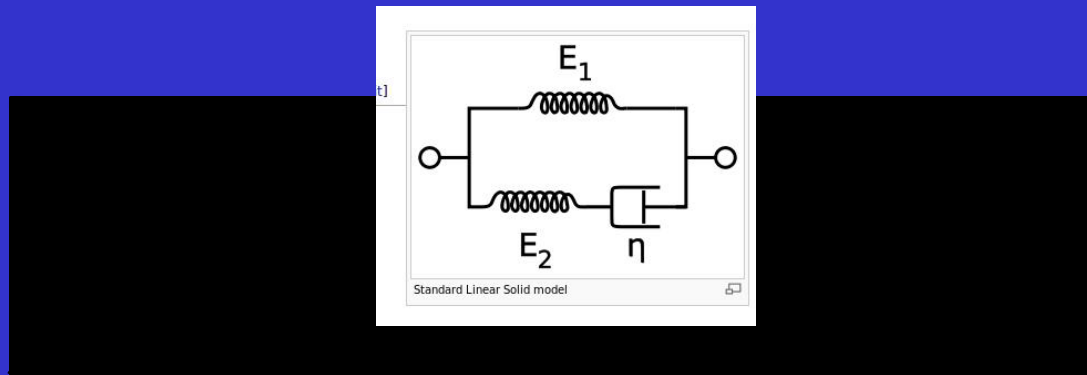 E1
t]
E2
η
Standard Linear Solid model